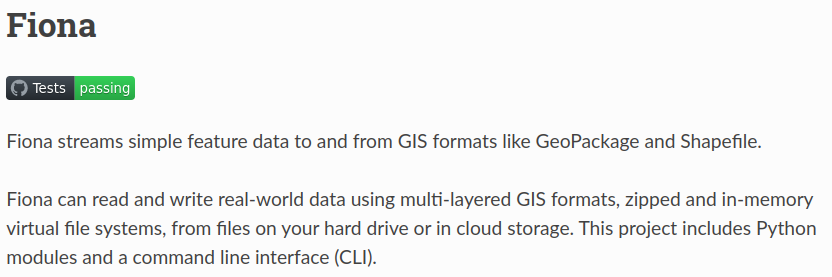 Fiona
Tests passing
Fiona streams simple feature data to and from GIS formats like GeoPackage and Shapefile.
Fiona can read and write real-world data using multi-layered GIS formats, zipped and in-memory
virtual file systems, from files on your hard drive or in cloud storage. This project includes Python
modules and a command line interface (CLI).